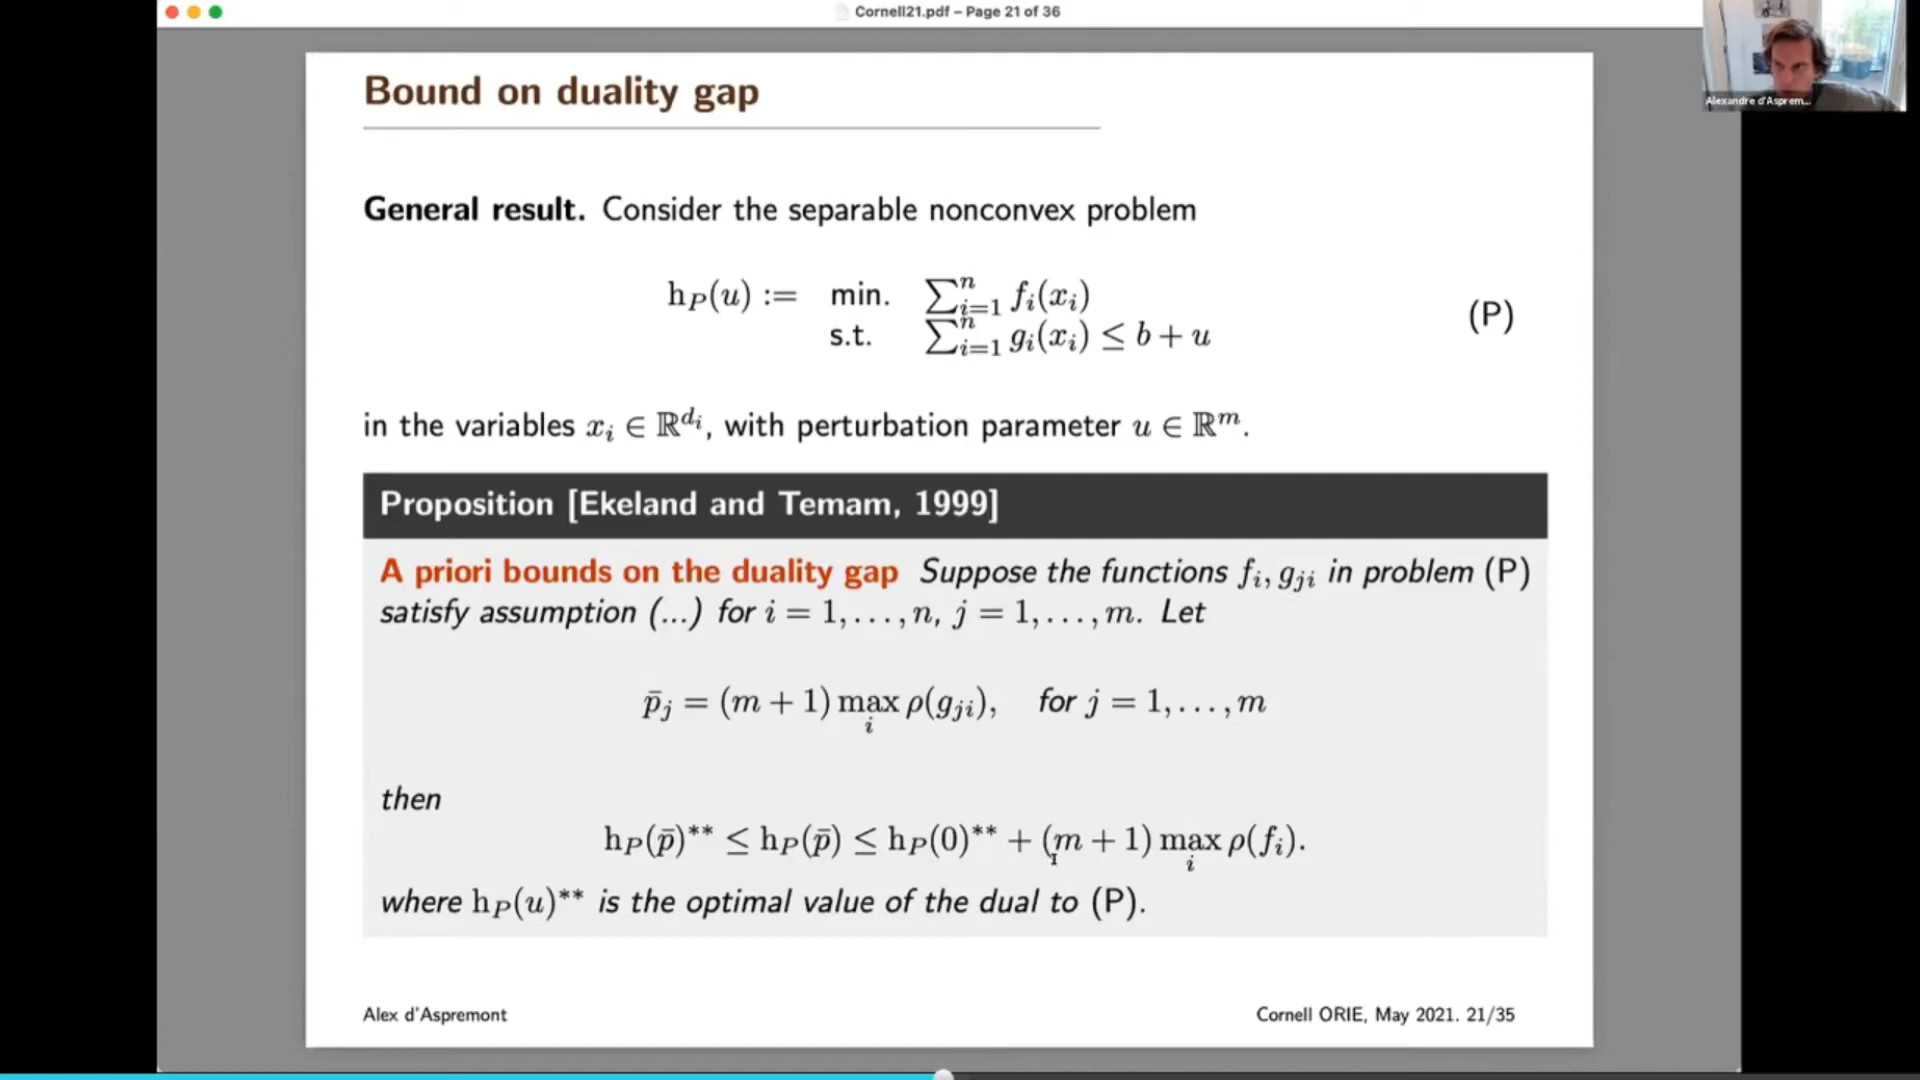 Cornell21.pdf – Page 21 of 36
Alexandre d'Asprem...
Bound on duality gap
General result. Consider the separable nonconvex problem
h_P(u) := min. ∑_{i=1}^n f_i(x_i)
s.t. ∑_{i=1}^n g_i(x_i) ≤ b + u
(P)
in the variables x_i ∈ ℝ^{d_i}, with perturbation parameter u ∈ ℝ^m.
Proposition [Ekeland and Temam, 1999]
A priori bounds on the duality gap Suppose the functions f_i, g_{ji} in problem (P)
satisfy assumption (...) for i = 1, . . . , n, j = 1, . . . , m. Let
p̄_j = (m + 1) max_i ρ(g_{ji}), for j = 1, . . . , m
then
h_P(p̄)** ≤ h_P(p̄) ≤ h_P(0)** + (m + 1) max_i ρ(f_i).
where h_P(u)** is the optimal value of the dual to (P).
Alex d'Aspremont
Cornell ORIE, May 2021. 21/35